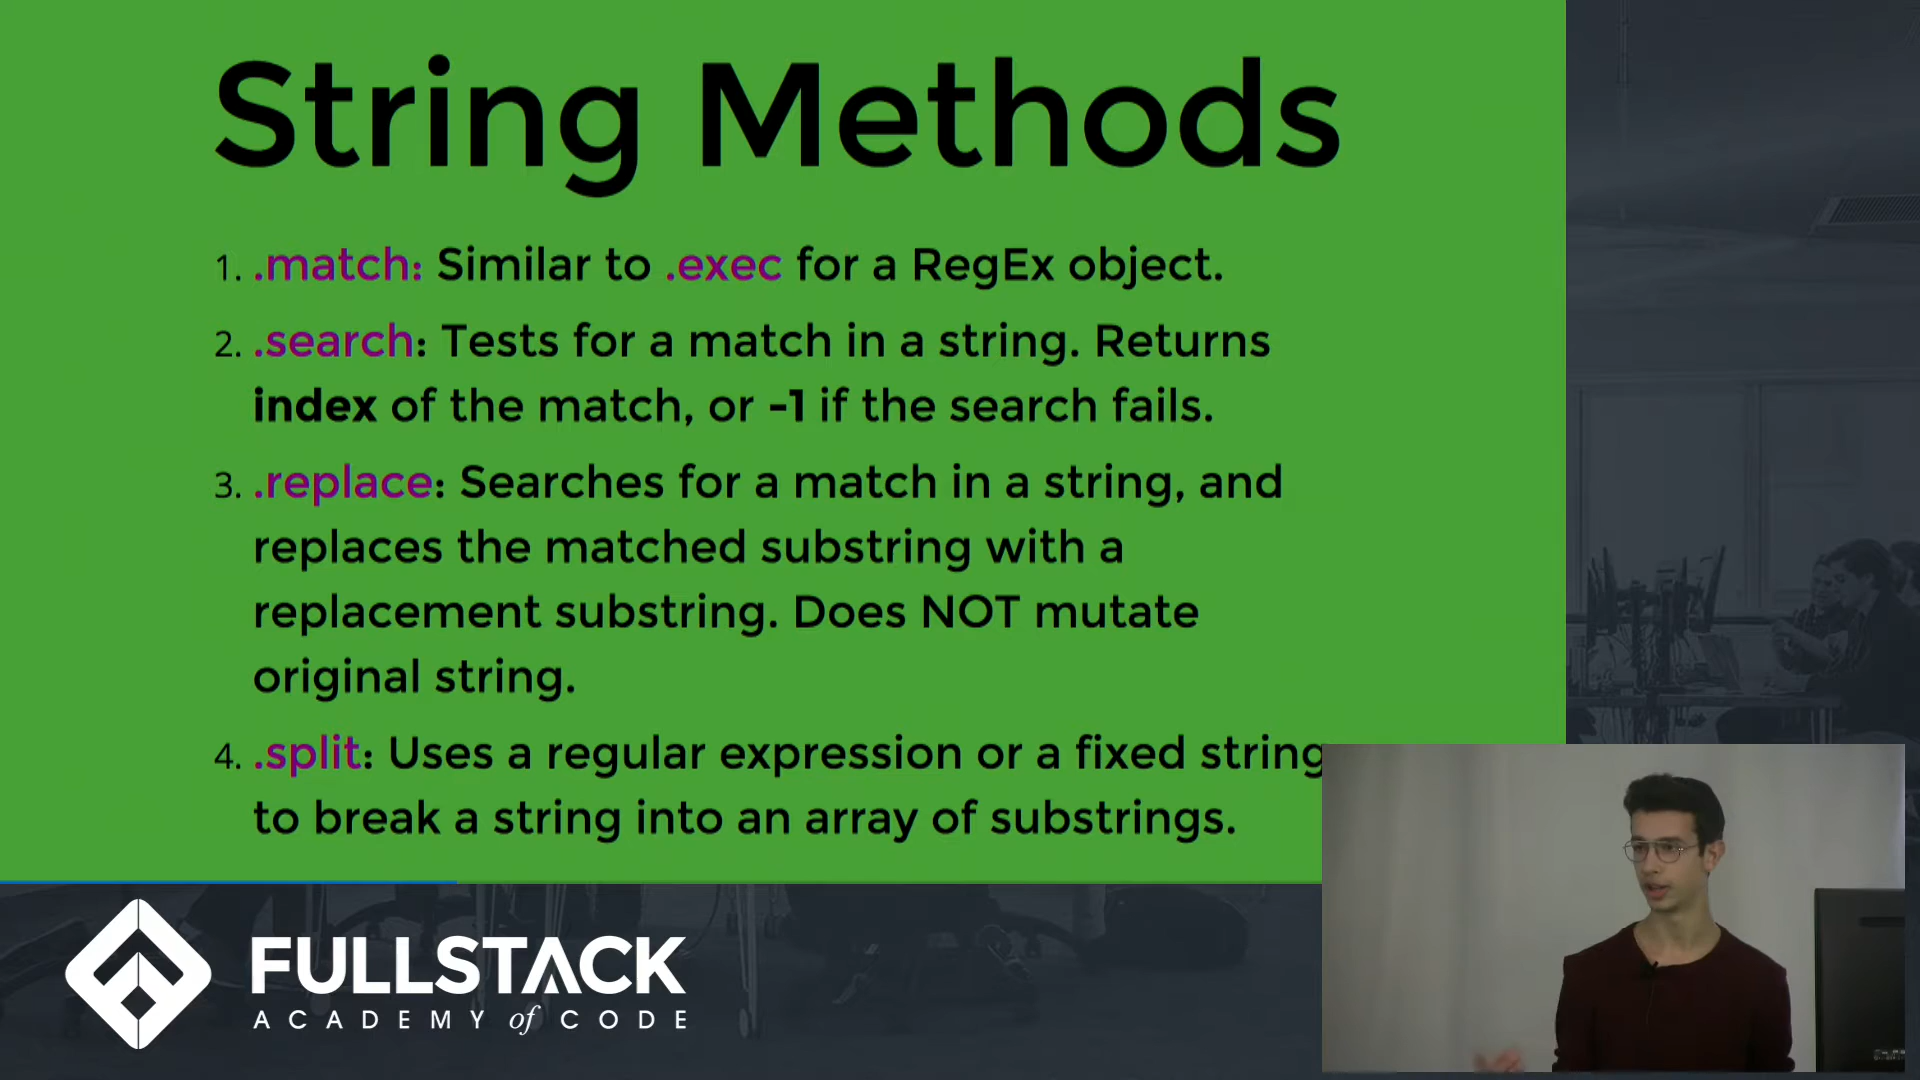 String Methods
1. .match: Similar to .exec for a RegEx object.
2. .search: Tests for a match in a string. Returns
index of the match, or -1 if the search fails.
3. .replace: Searches for a match in a string, and
replaces the matched substring with a
replacement substring. Does NOT mutate
original string.
4. .split: Uses a regular expression or a fixed string
to break a string into an array of substrings.
FULLSTACK
ACADEMY of CODE